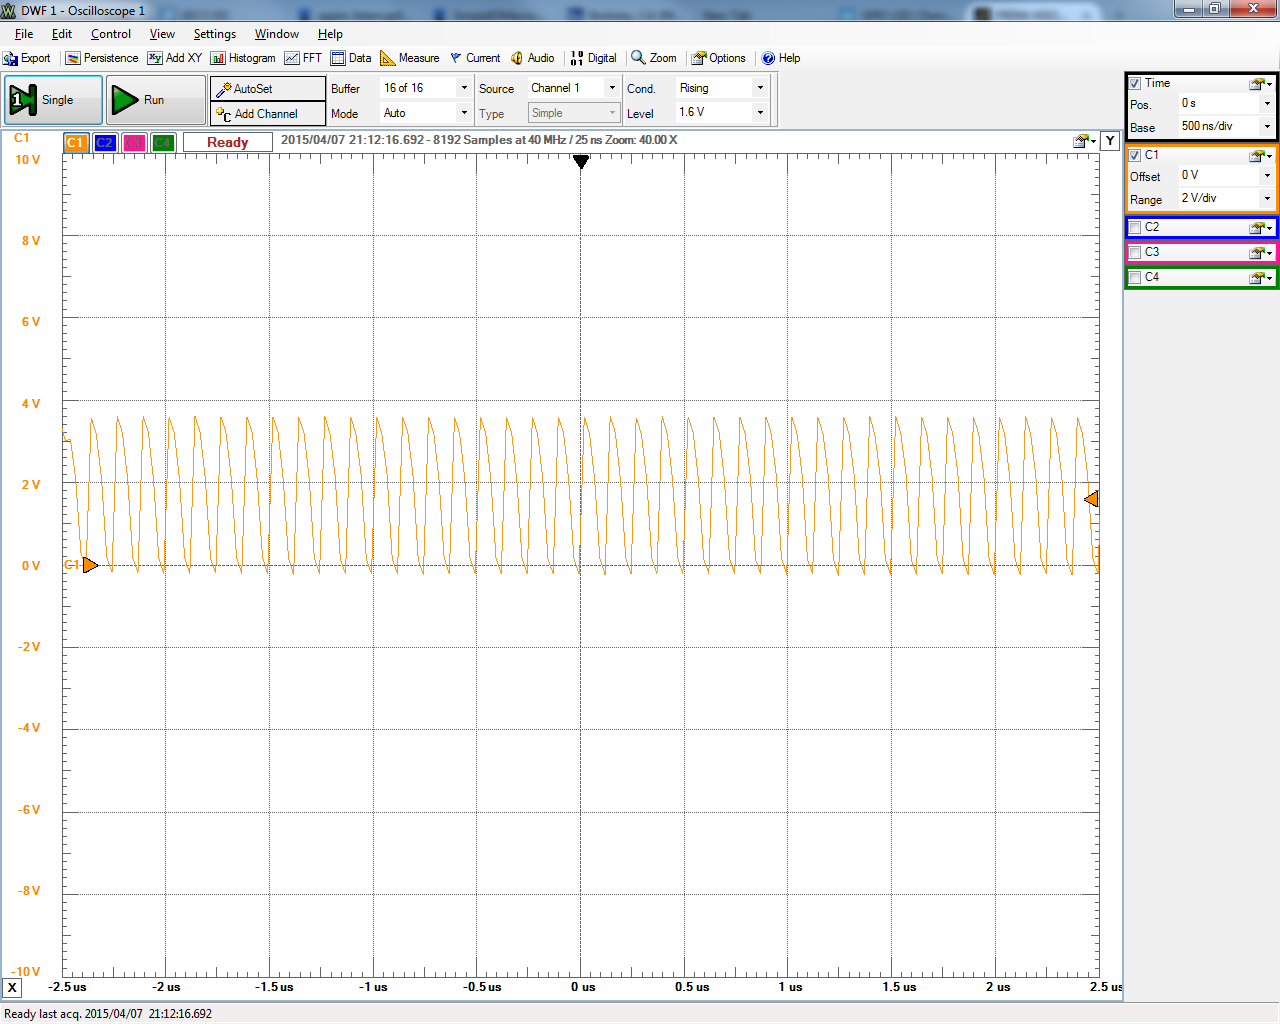 DWF 1 - Oscilloscope 1
File Edit Control View Settings Window Help
Export Persistence Add XY Histogram FFT Data Measure Current Audio Digital Zoom Options Help
Single Run AutoSet Buffer 16 of 16 Source Channel 1 Cond. Rising
Add Channel Mode Auto Type Simple Level 1.6 V
Time
Pos. 0 s
Base 500 ns/div
C1
Offset 0 V
Range 2 V/div
C2
C3
C4
C1 C1 C2 C3 C4 Ready 2015/04/07 21:12:16.692 - 8192 Samples at 40 MHz / 25 ns Zoom: 40.00 X Y
10 V
8 V
6 V
4 V
2 V
0 V C1
-2 V
-4 V
-6 V
-8 V
-10 V
X -2.5 us -2 us -1.5 us -1 us -0.5 us 0 us 0.5 us 1 us 1.5 us 2 us 2.5 us
Ready last acq. 2015/04/07 21:12:16.692